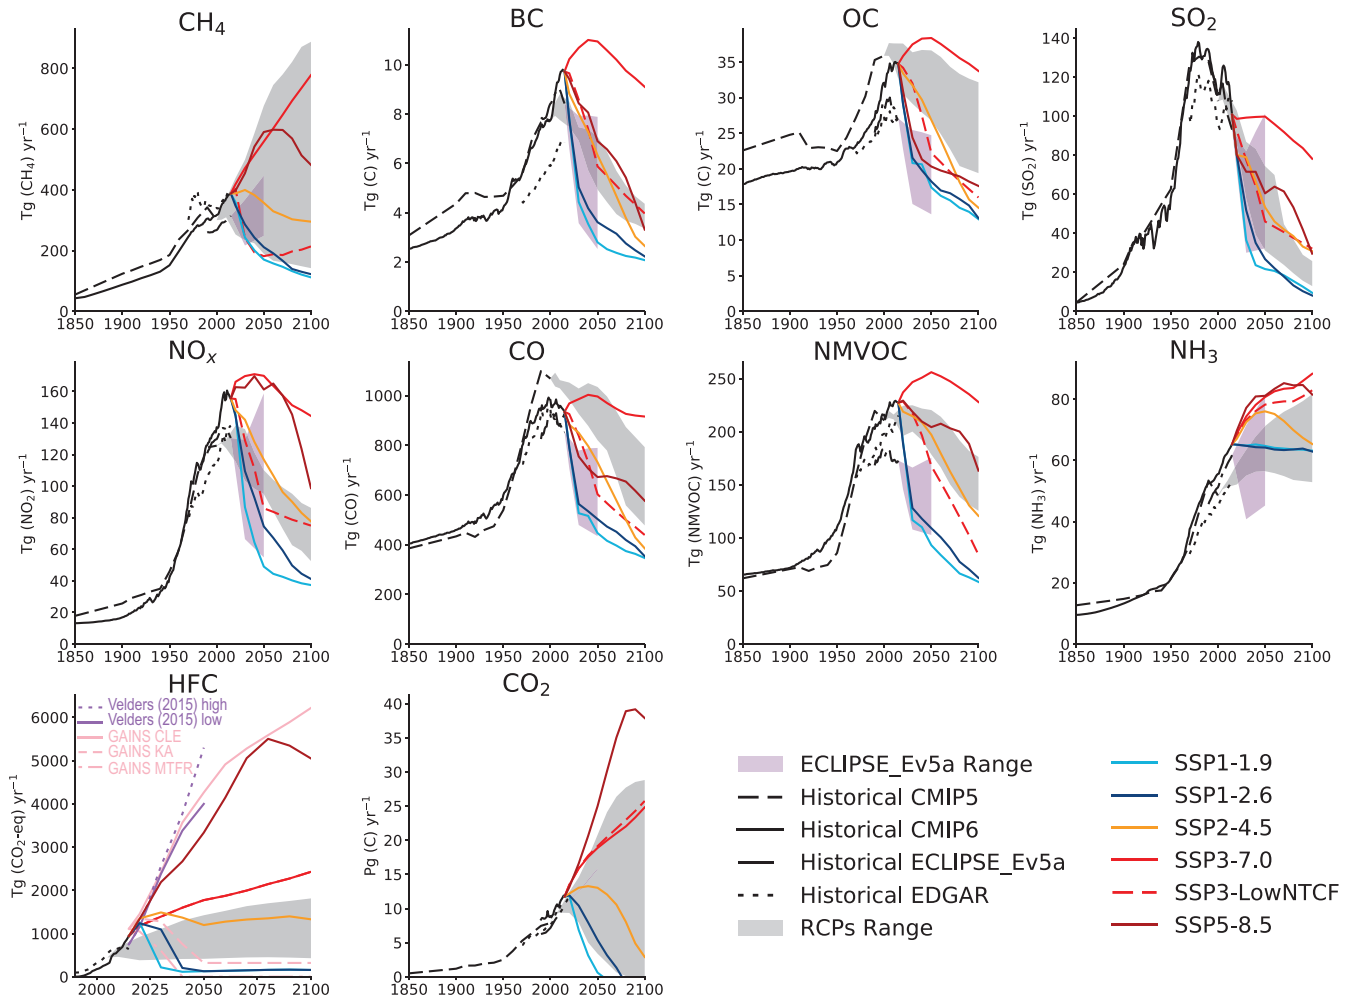 CH₄
Tg (CH₄) yr⁻¹
800
600
400
200
0
1850 1900 1950 2000 2050 2100
BC
Tg (C) yr⁻¹
10
8
6
4
2
0
1850 1900 1950 2000 2050 2100
OC
Tg (C) yr⁻¹
35
30
25
20
15
10
5
0
1850 1900 1950 2000 2050 2100
SO₂
Tg (SO₂) yr⁻¹
140
120
100
80
60
40
20
0
1850 1900 1950 2000 2050 2100
NOₓ
Tg (NO₂) yr⁻¹
160
140
120
100
80
60
40
20
0
1850 1900 1950 2000 2050 2100
CO
Tg (CO) yr⁻¹
1000
800
600
400
200
0
1850 1900 1950 2000 2050 2100
NMVOC
Tg (NMVOC) yr⁻¹
250
200
150
100
50
0
1850 1900 1950 2000 2050 2100
NH₃
Tg (NH₃) yr⁻¹
80
60
40
20
0
1850 1900 1950 2000 2050 2100
HFC
Tg (CO₂-eq) yr⁻¹
6000
5000
4000
3000
2000
1000
0
2000 2025 2050 2075 2100
Velders (2015) high
Velders (2015) low
GAINS CLE
GAINS KA
GAINS MTFR
CO₂
Pg (C) yr⁻¹
40
35
30
25
20
15
10
5
0
1850 1900 1950 2000 2050 2100
ECLIPSE_Ev5a Range
Historical CMIP5
Historical CMIP6
Historical ECLIPSE_Ev5a
Historical EDGAR
RCPs Range
SSP1-1.9
SSP1-2.6
SSP2-4.5
SSP3-7.0
SSP3-LowNTCF
SSP5-8.5